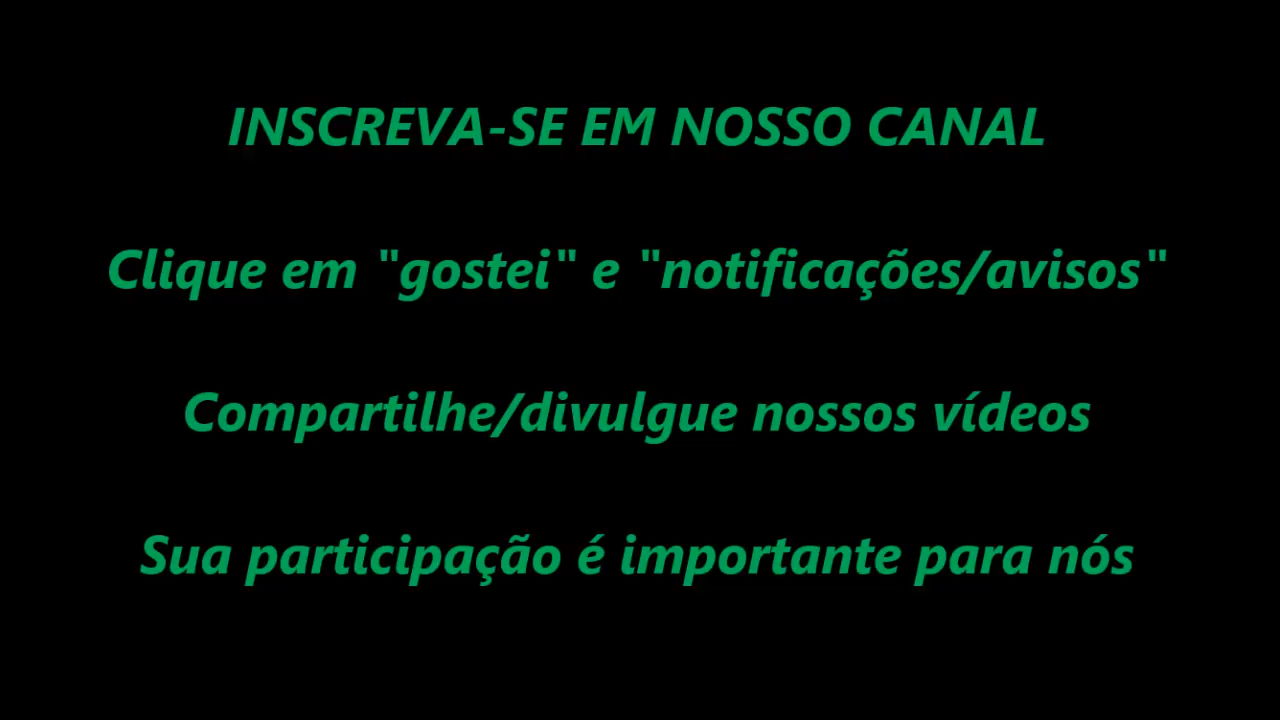 INSCREVA-SE EM NOSSO CANAL
Clique em "gostei" e "notificações/avisos"
Compartilhe/divulgue nossos vídeos
Sua participação é importante para nós